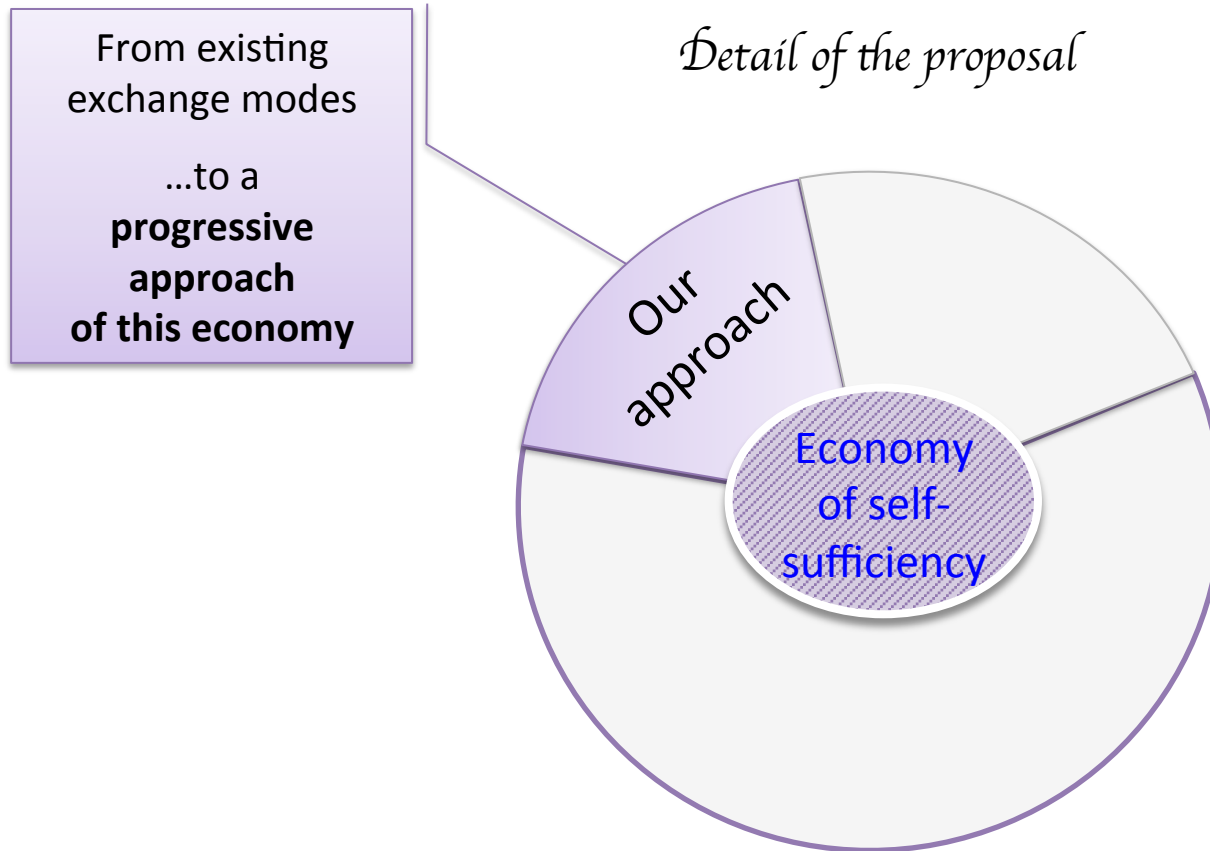 From existing
exchange modes
…to a
progressive
approach
of this economy
Detail of the proposal
Our
approach
Economy
of self-
sufficiency